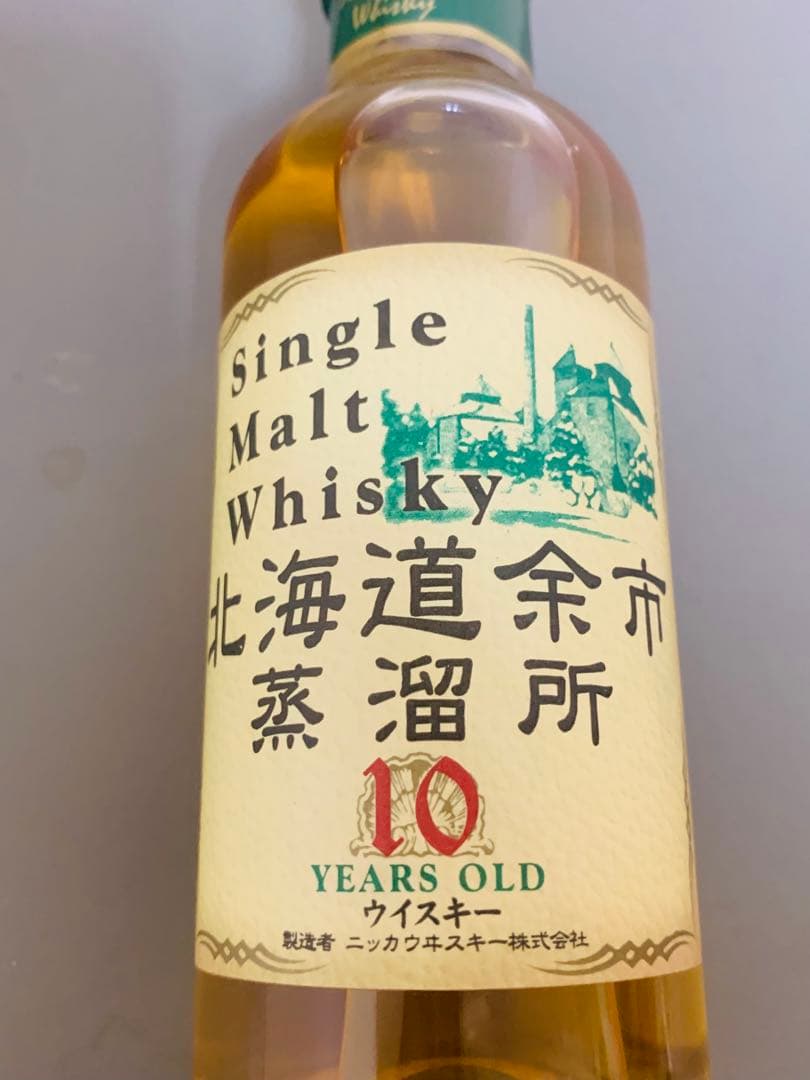 Whisky
Single
Malt
Whisky
北海道余市
蒸溜所
10
YEARS OLD
ウイスキー
製造者 ニッカウヰスキー株式会社